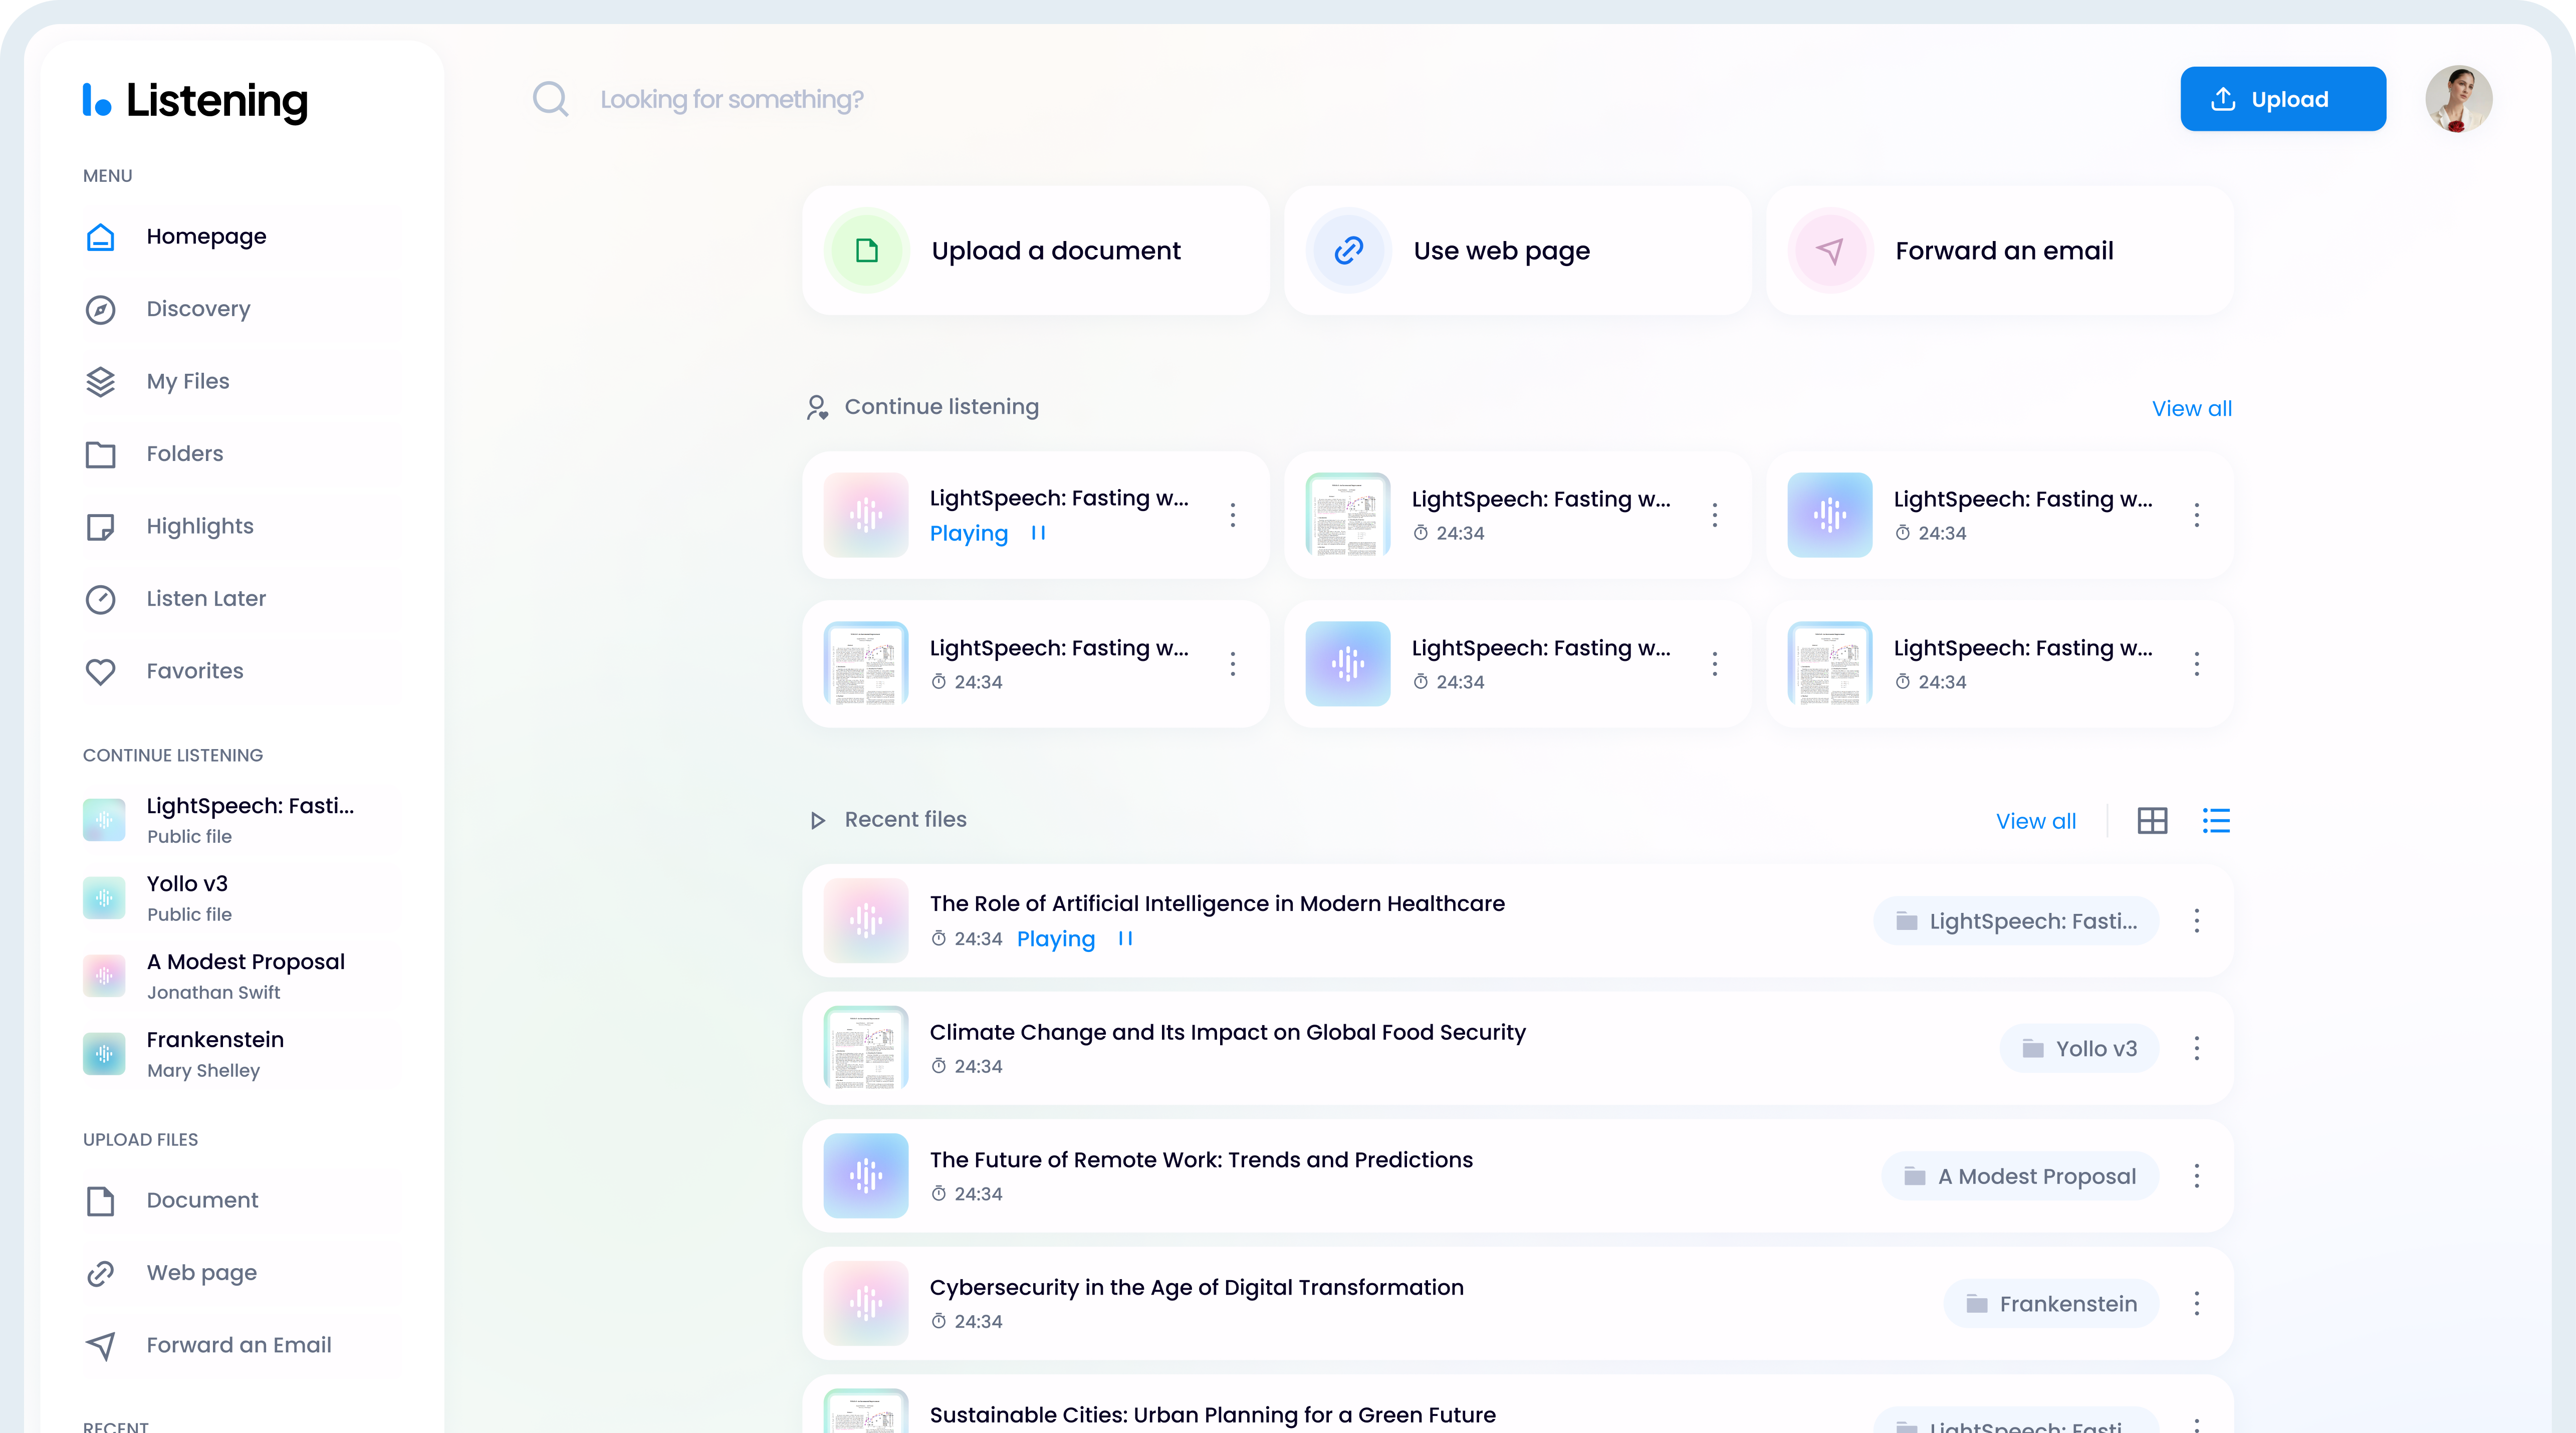 Listening
MENU
Homepage
Discovery
My Files
Folders
Highlights
Listen Later
Favorites
CONTINUE LISTENING
LightSpeech: Fasti...
Public file
Yollo v3
Public file
A Modest Proposal
Jonathan Swift
Frankenstein
Mary Shelley
UPLOAD FILES
Document
Web page
Forward an Email
RECENT
Looking for something?
Upload
Upload a document
Use web page
Forward an email
Continue listening
View all
LightSpeech: Fasting w...
Playing
LightSpeech: Fasting w...
24:34
LightSpeech: Fasting w...
24:34
LightSpeech: Fasting w...
24:34
LightSpeech: Fasting w...
24:34
LightSpeech: Fasting w...
24:34
Recent files
View all
The Role of Artificial Intelligence in Modern Healthcare
24:34 Playing
LightSpeech: Fasti...
Climate Change and Its Impact on Global Food Security
24:34
Yollo v3
The Future of Remote Work: Trends and Predictions
24:34
A Modest Proposal
Cybersecurity in the Age of Digital Transformation
24:34
Frankenstein
Sustainable Cities: Urban Planning for a Green Future
LightSpeech: Fasti...